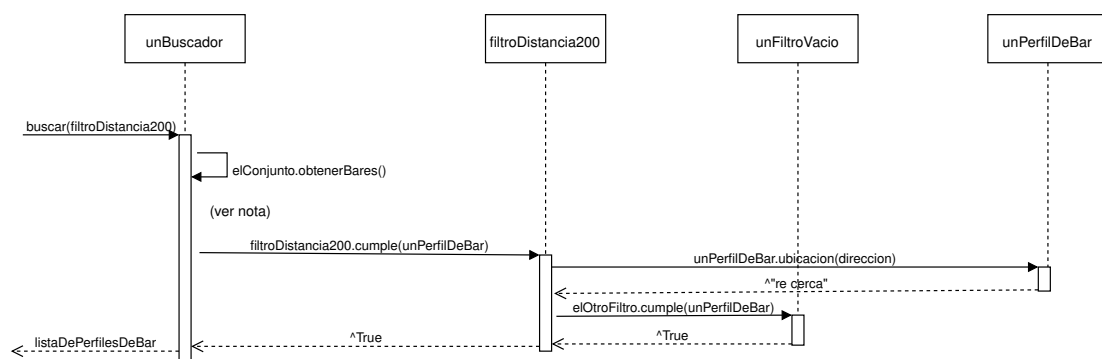 unBuscador
filtroDistancia200
unFiltroVacio
unPerfilDeBar
buscar(filtroDistancia200)
elConjunto.obtenerBares()
(ver nota)
filtroDistancia200.cumple(unPerfilDeBar)
unPerfilDeBar.ubicacion(direccion)
^"re cerca"
elOtroFiltro.cumple(unPerfilDeBar)
^True
^True
listaDePerfilesDeBar